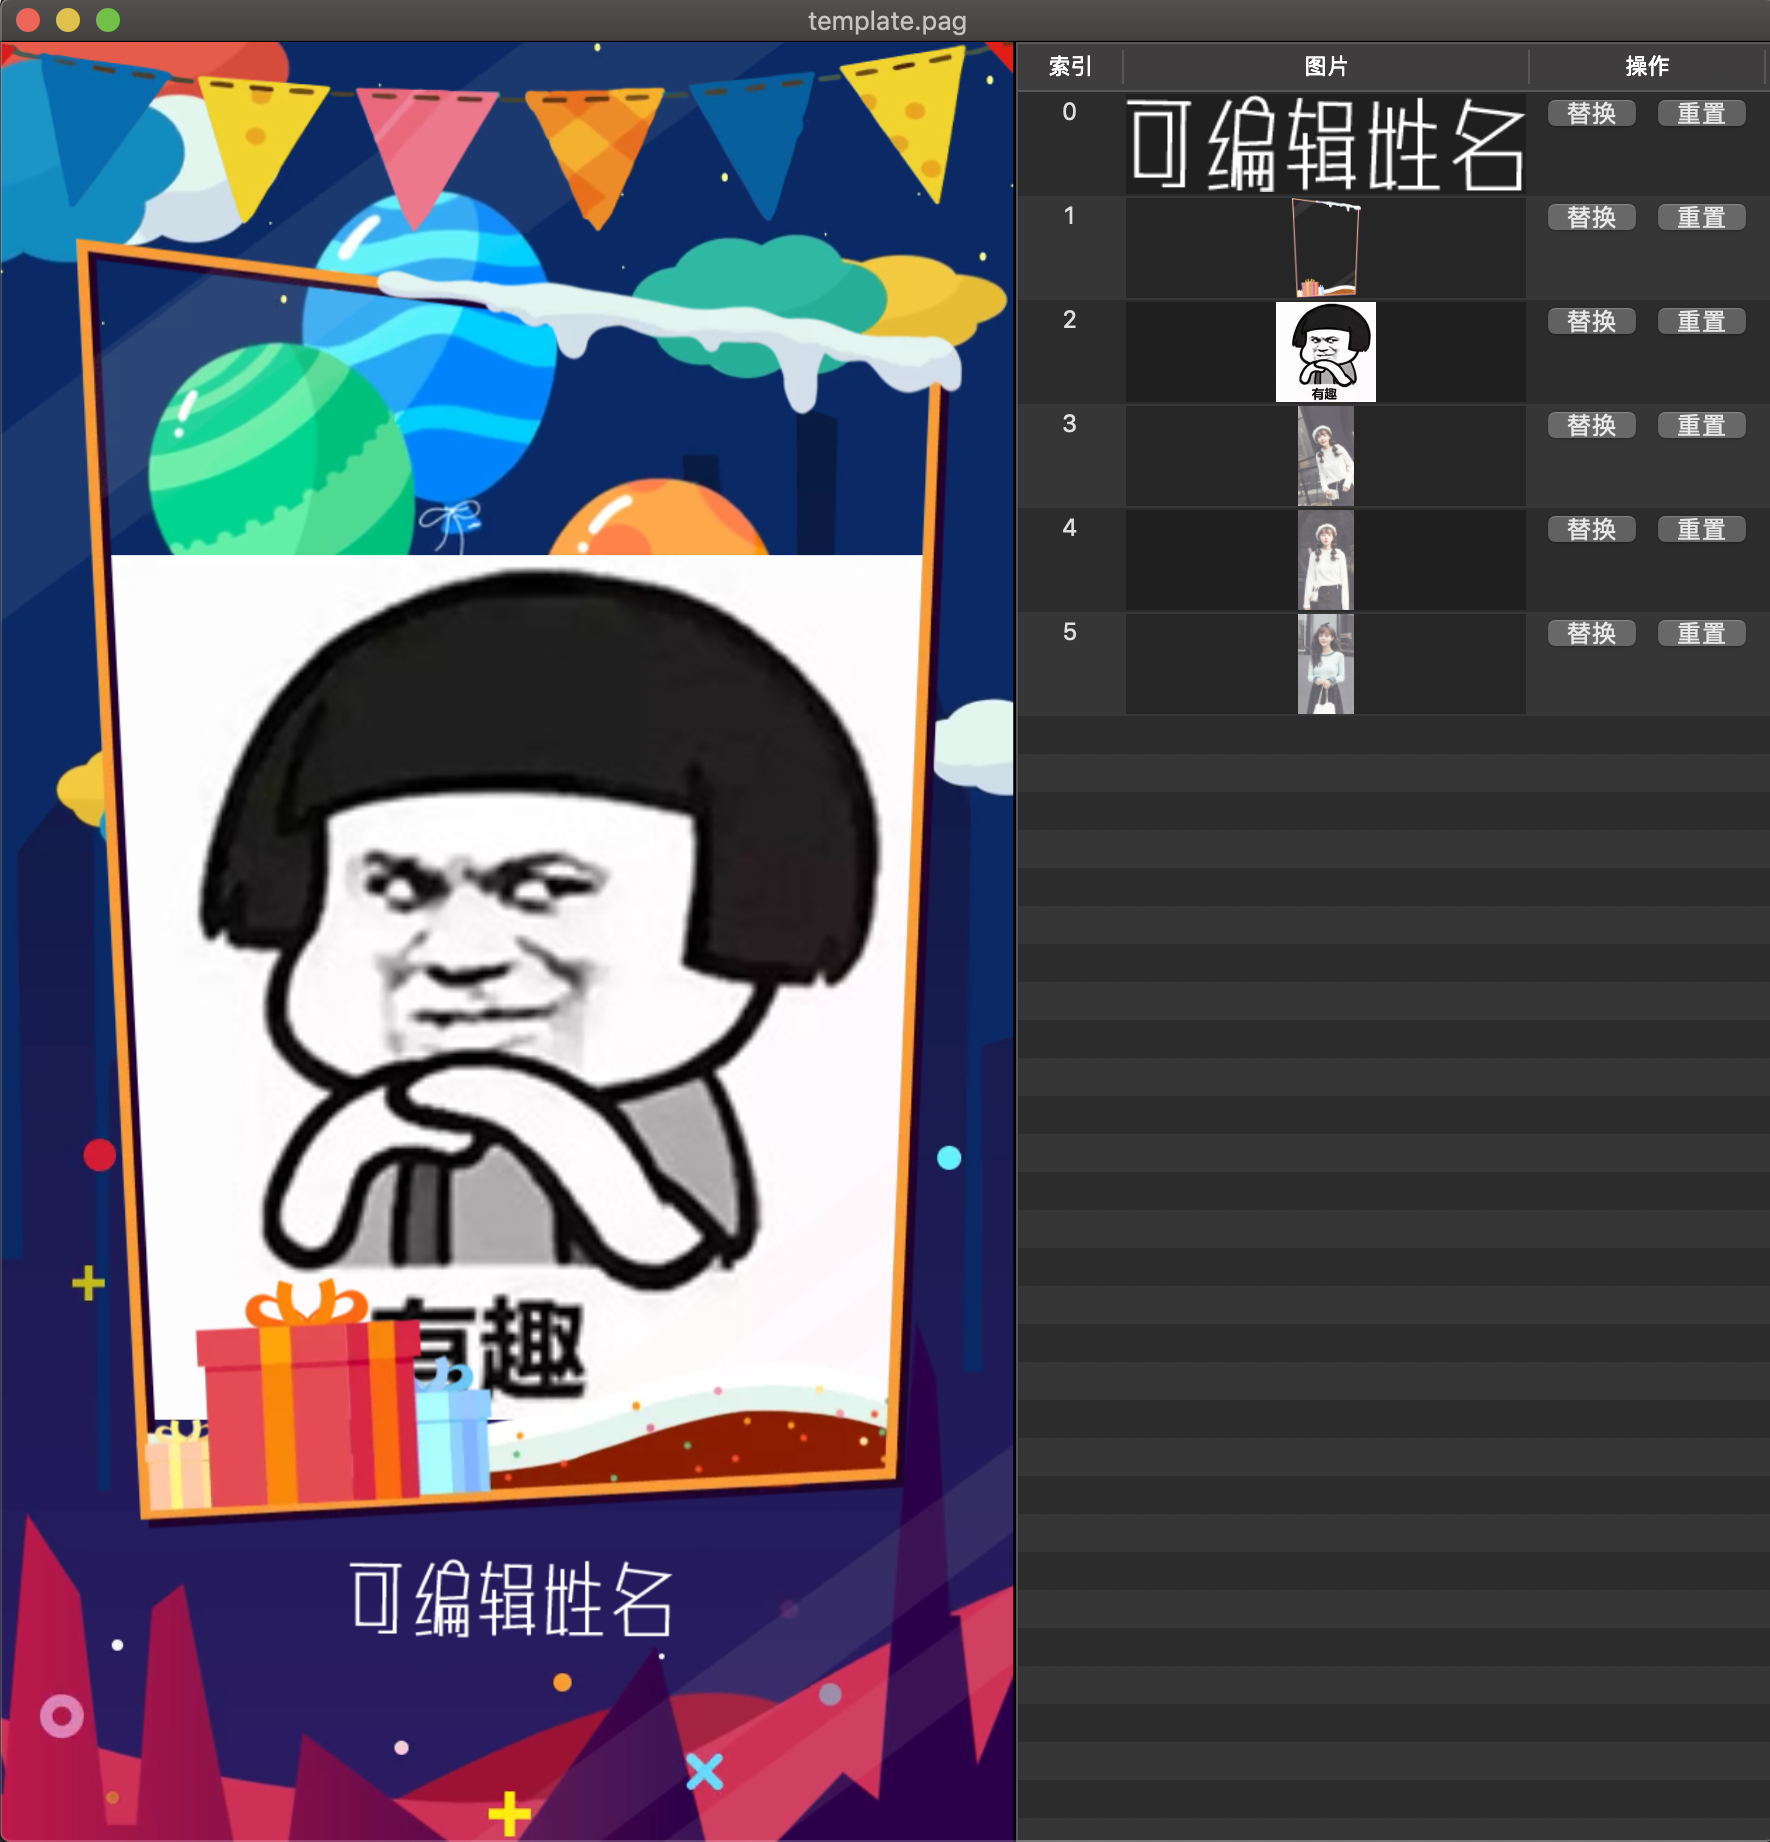 template.pag
有趣
可编辑姓名
索引 图片 操作
0 可编辑姓名 替换 重置
1 替换 重置
2 有趣 替换 重置
3 替换 重置
4 替换 重置
5 替换 重置